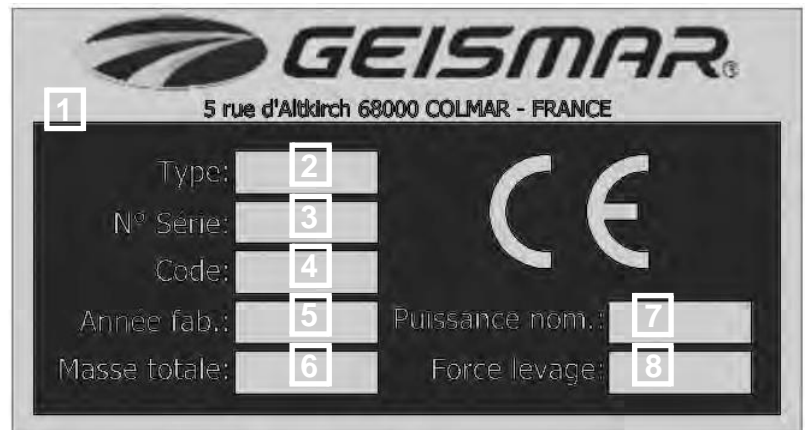 GEISMAR®
1
5 rue d'Altkirch 68000 COLMAR - FRANCE
Type: 2
CE
N° Série: 3
Code: 4
Année fab.: 5
Puissance nom.: 7
Masse totale: 6
Force levage: 8